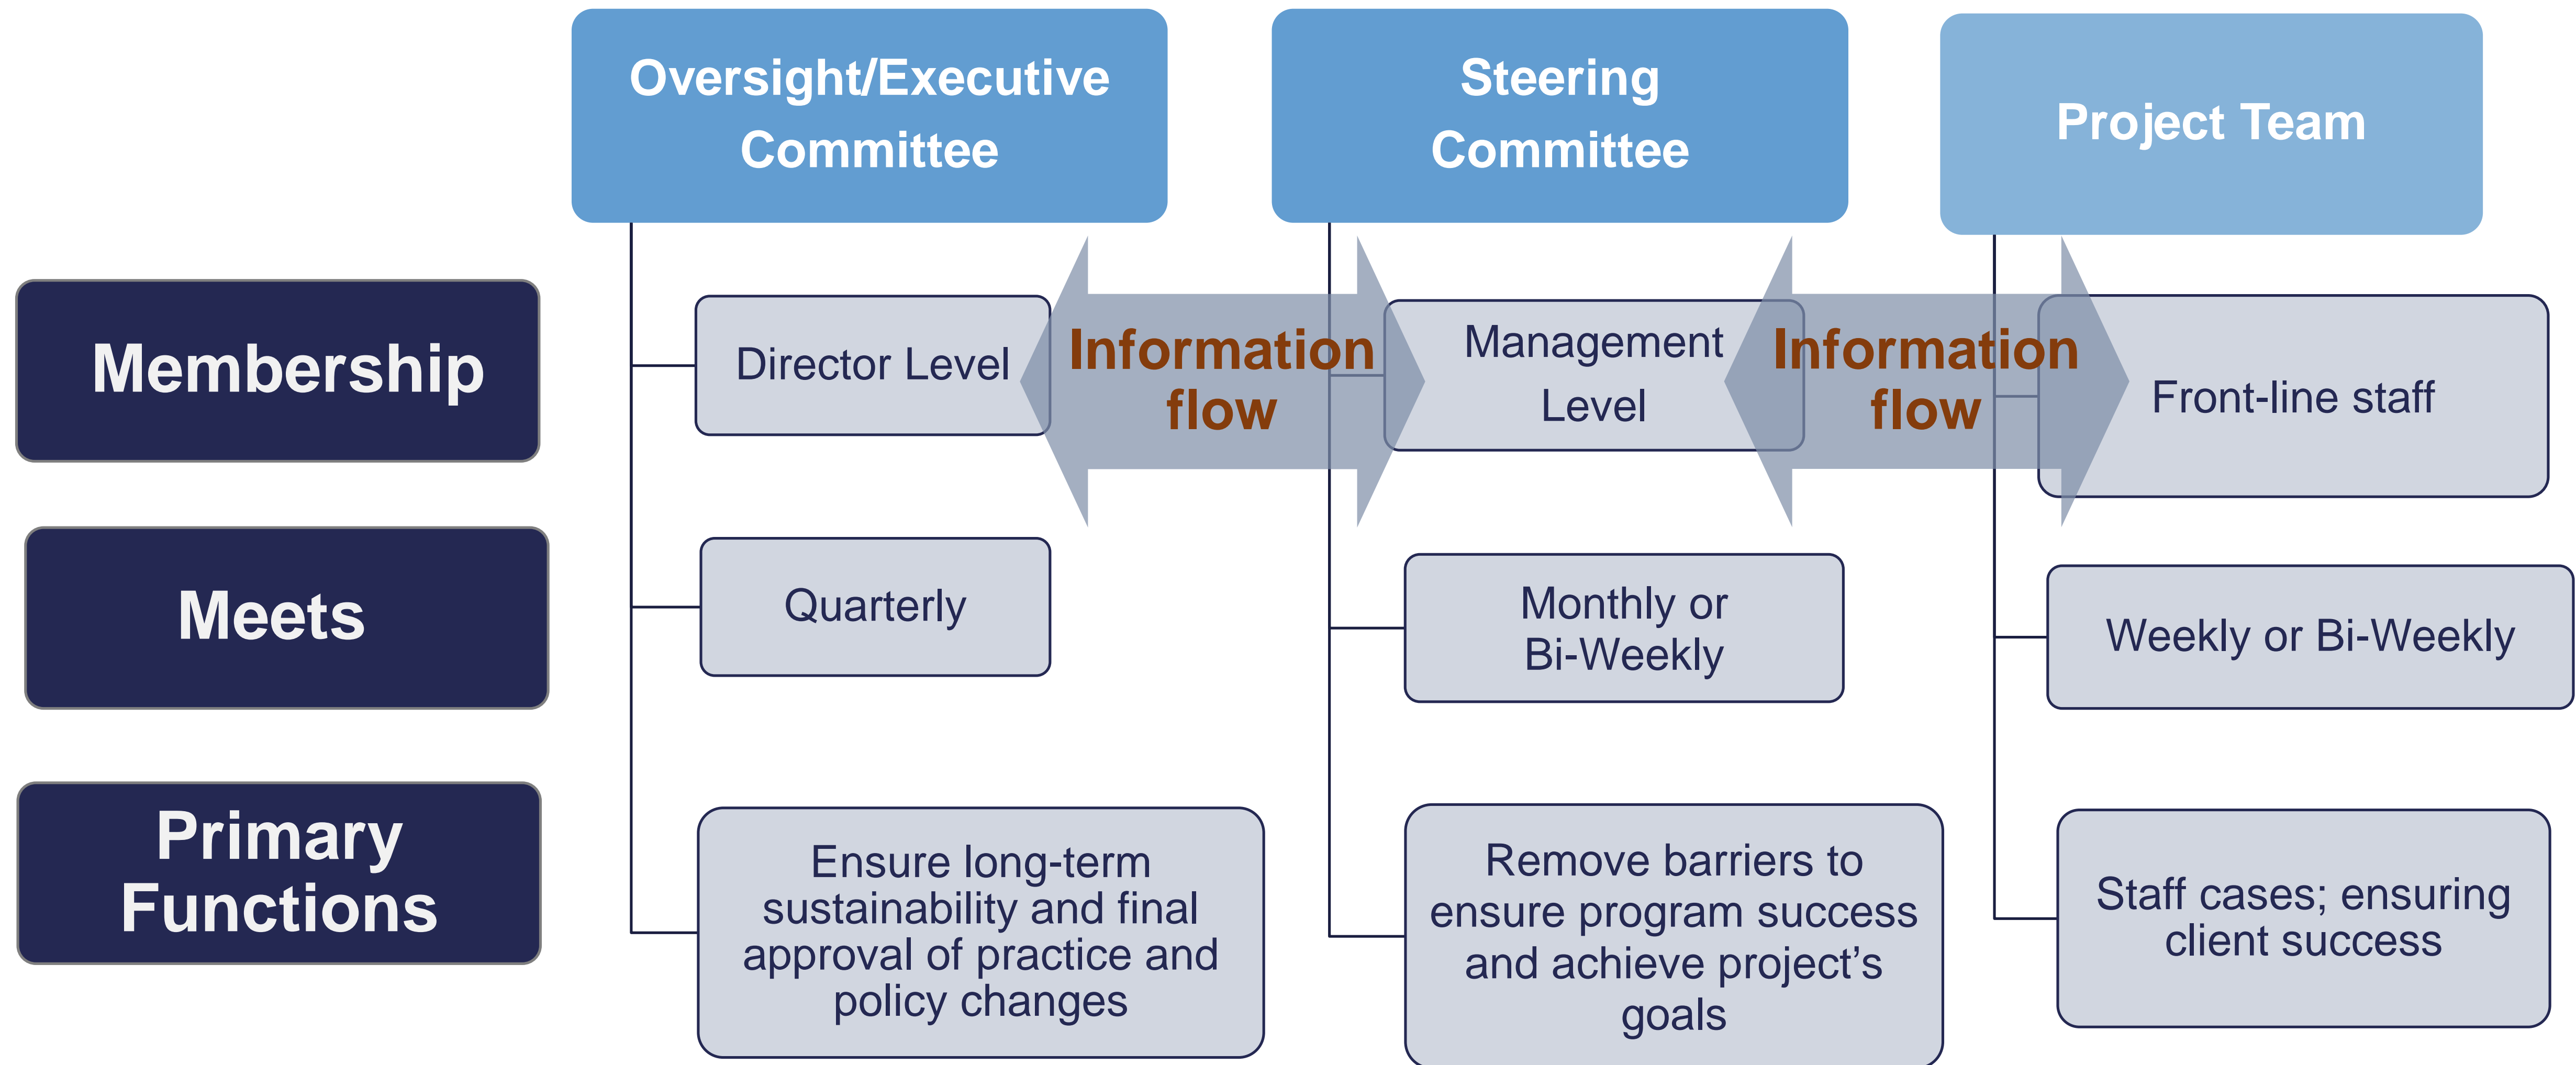 Oversight/Executive
Committee
Steering
Committee
Project Team
Membership
Director Level
Information
flow
Management
Level
Information
flow
Front-line staff
Meets
Quarterly
Monthly or
Bi-Weekly
Weekly or Bi-Weekly
Primary
Functions
Ensure long-term
sustainability and final
approval of practice and
policy changes
Remove barriers to
ensure program success
and achieve project’s
goals
Staff cases; ensuring
client success